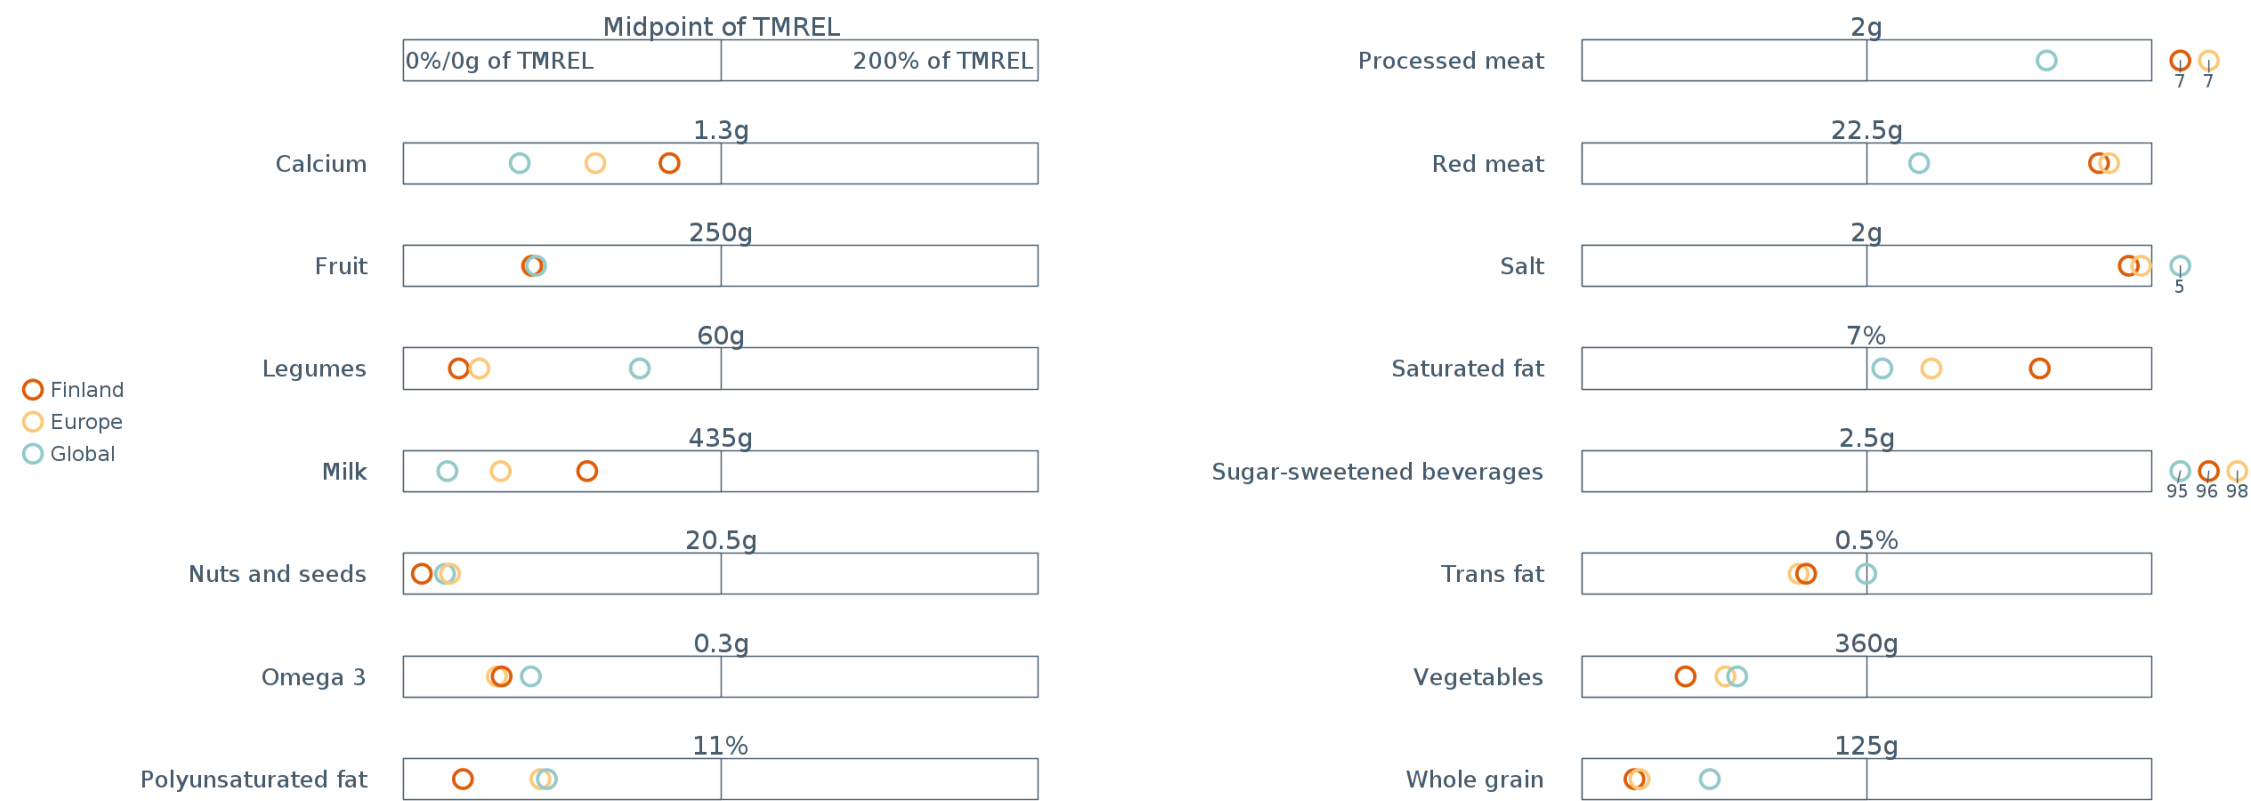 Midpoint of TMREL
0%/0g of TMREL 200% of TMREL
1.3g
Calcium
250g
Fruit
60g
Legumes
435g
Milk
20.5g
Nuts and seeds
0.3g
Omega 3
11%
Polyunsaturated fat
Finland
Europe
Global
2g
Processed meat
7 7
22.5g
Red meat
2g
Salt
5
7%
Saturated fat
2.5g
Sugar-sweetened beverages
95 96 98
0.5%
Trans fat
360g
Vegetables
125g
Whole grain